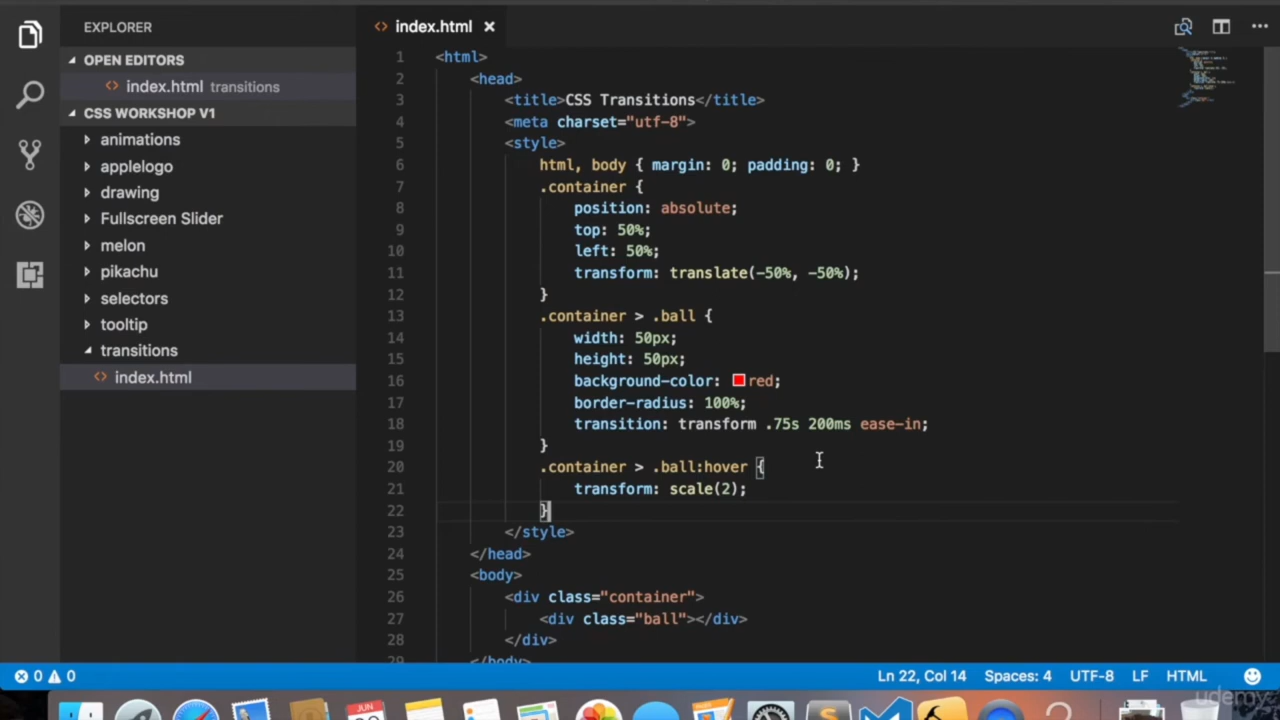 EXPLORER
OPEN EDITORS
index.html transitions
CSS WORKSHOP V1
animations
applelogo
drawing
Fullscreen Slider
melon
pikachu
selectors
tooltip
transitions
index.html
index.html
1 <html>
2 <head>
3 <title>CSS Transitions</title>
4 <meta charset="utf-8">
5 <style>
6 html, body { margin: 0; padding: 0; }
7 .container {
8 position: absolute;
9 top: 50%;
10 left: 50%;
11 transform: translate(-50%, -50%);
12 }
13 .container > .ball {
14 width: 50px;
15 height: 50px;
16 background-color: red;
17 border-radius: 100%;
18 transition: transform .75s 200ms ease-in;
19 }
20 .container > .ball:hover {
21 transform: scale(2);
22 }
23 </style>
24 </head>
25 <body>
26 <div class="container">
27 <div class="ball"></div>
28 </div>
29 </body>
0 0 Ln 22, Col 14 Spaces: 4 UTF-8 LF HTML
udemy
JUN